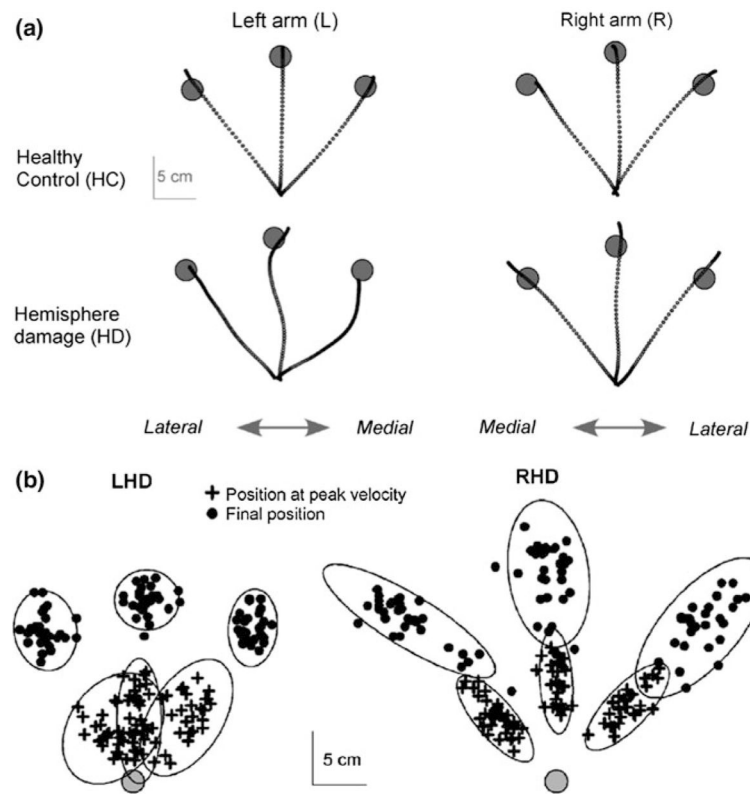 (a)
Left arm (L)
Right arm (R)
Healthy
Control (HC)
5 cm
Hemisphere
damage (HD)
Lateral
Medial
Medial
Lateral
(b)
LHD
RHD
Position at peak velocity
Final position
5 cm